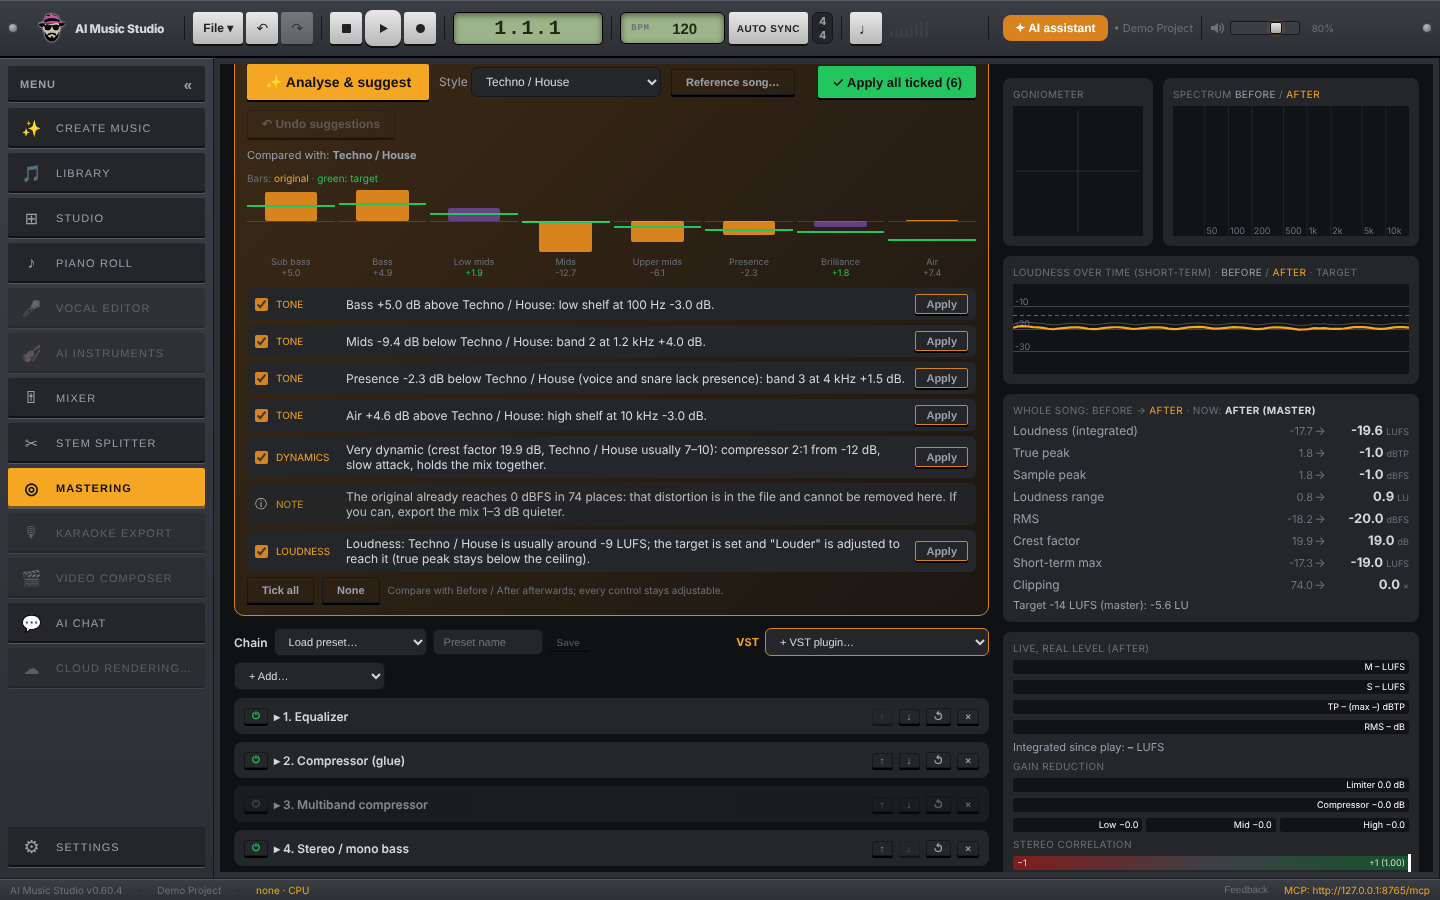 AI Music Studio
File ▾
1.1.1
BPM 120
AUTO SYNC
4
4
✦ AI assistant
• Demo Project
80%
MENU «
CREATE MUSIC
LIBRARY
STUDIO
PIANO ROLL
VOCAL EDITOR
AI INSTRUMENTS
MIXER
STEM SPLITTER
MASTERING
KARAOKE EXPORT
VIDEO COMPOSER
AI CHAT
CLOUD RENDERING...
SETTINGS
✨ Analyse & suggest
Style Techno / House
Reference song...
✓ Apply all ticked (6)
↶ Undo suggestions
Compared with: Techno / House
Bars: original · green: target
Sub bass Bass Low mids Mids Upper mids Presence Brilliance Air
+5.0 +4.9 +1.9 -12.7 -6.1 -2.3 +1.8 +7.4
TONE Bass +5.0 dB above Techno / House: low shelf at 100 Hz -3.0 dB. Apply
TONE Mids -9.4 dB below Techno / House: band 2 at 1.2 kHz +4.0 dB. Apply
TONE Presence -2.3 dB below Techno / House (voice and snare lack presence): band 3 at 4 kHz +1.5 dB. Apply
TONE Air +4.6 dB above Techno / House: high shelf at 10 kHz -3.0 dB. Apply
DYNAMICS Very dynamic (crest factor 19.9 dB, Techno / House usually 7–10): compressor 2:1 from -12 dB,
slow attack, holds the mix together. Apply
NOTE The original already reaches 0 dBFS in 74 places: that distortion is in the file and cannot be removed here. If
you can, export the mix 1–3 dB quieter.
LOUDNESS Loudness: Techno / House is usually around -9 LUFS; the target is set and "Louder" is adjusted to
reach it (true peak stays below the ceiling). Apply
Tick all None Compare with Before / After afterwards; every control stays adjustable.
Chain Load preset... Preset name Save VST + VST plugin...
+ Add...
▸ 1. Equalizer ↑ ↓ ↺ ×
▸ 2. Compressor (glue) ↑ ↓ ↺ ×
▸ 3. Multiband compressor ↑ ↓ ↺ ×
▸ 4. Stereo / mono bass ↑ ↓ ↺ ×
GONIOMETER
SPECTRUM BEFORE / AFTER
50 100 200 500 1k 2k 5k 10k
LOUDNESS OVER TIME (SHORT-TERM) · BEFORE / AFTER · TARGET
-10
-20
-30
WHOLE SONG: BEFORE → AFTER · NOW: AFTER (MASTER)
Loudness (integrated) -17.7 → -19.6 LUFS
True peak 1.8 → -1.0 dBTP
Sample peak 1.8 → -1.0 dBFS
Loudness range 0.8 → 0.9 LU
RMS -18.2 → -20.0 dBFS
Crest factor 19.9 → 19.0 dB
Short-term max -17.3 → -19.0 LUFS
Clipping 74.0 → 0.0 ×
Target -14 LUFS (master): -5.6 LU
LIVE, REAL LEVEL (AFTER)
M – LUFS
S – LUFS
TP – (max –) dBTP
RMS – dB
Integrated since play: – LUFS
GAIN REDUCTION
Limiter 0.0 dB
Compressor −0.0 dB
Low −0.0 Mid −0.0 High −0.0
STEREO CORRELATION
−1 +1 (1.00)
AI Music Studio v0.60.4 · Demo Project · none · CPU
Feedback MCP: http://127.0.0.1:8765/mcp